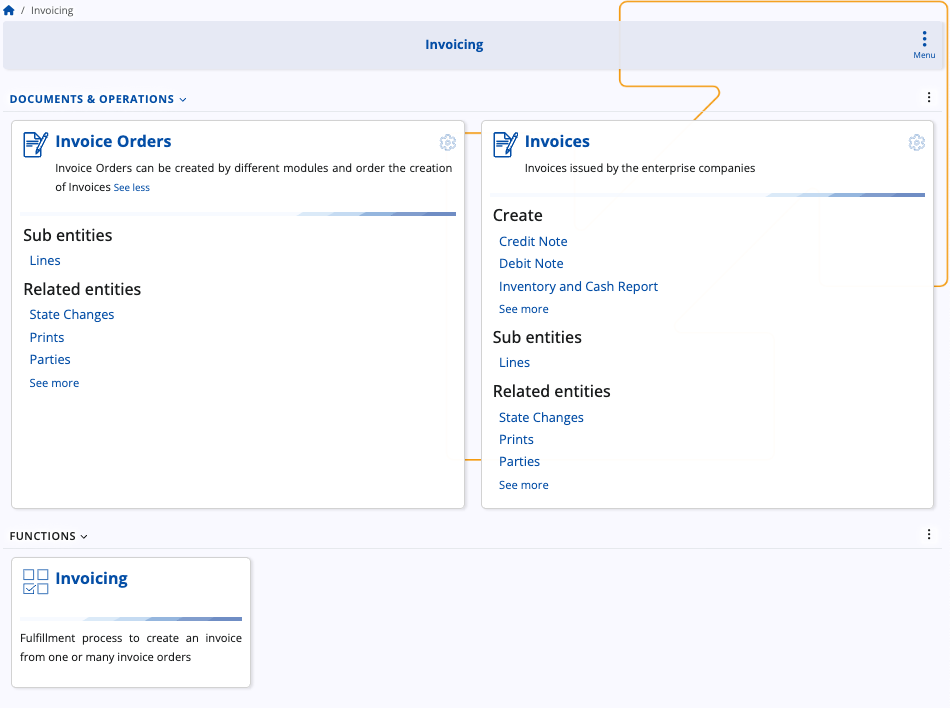 / Invoicing
Invoicing
Menu
DOCUMENTS & OPERATIONS
Invoice Orders
Invoice Orders can be created by different modules and order the creation
of Invoices See less
Sub entities
Lines
Related entities
State Changes
Prints
Parties
See more
Invoices
Invoices issued by the enterprise companies
Create
Credit Note
Debit Note
Inventory and Cash Report
See more
Sub entities
Lines
Related entities
State Changes
Prints
Parties
See more
FUNCTIONS
Invoicing
Fulfillment process to create an invoice
from one or many invoice orders